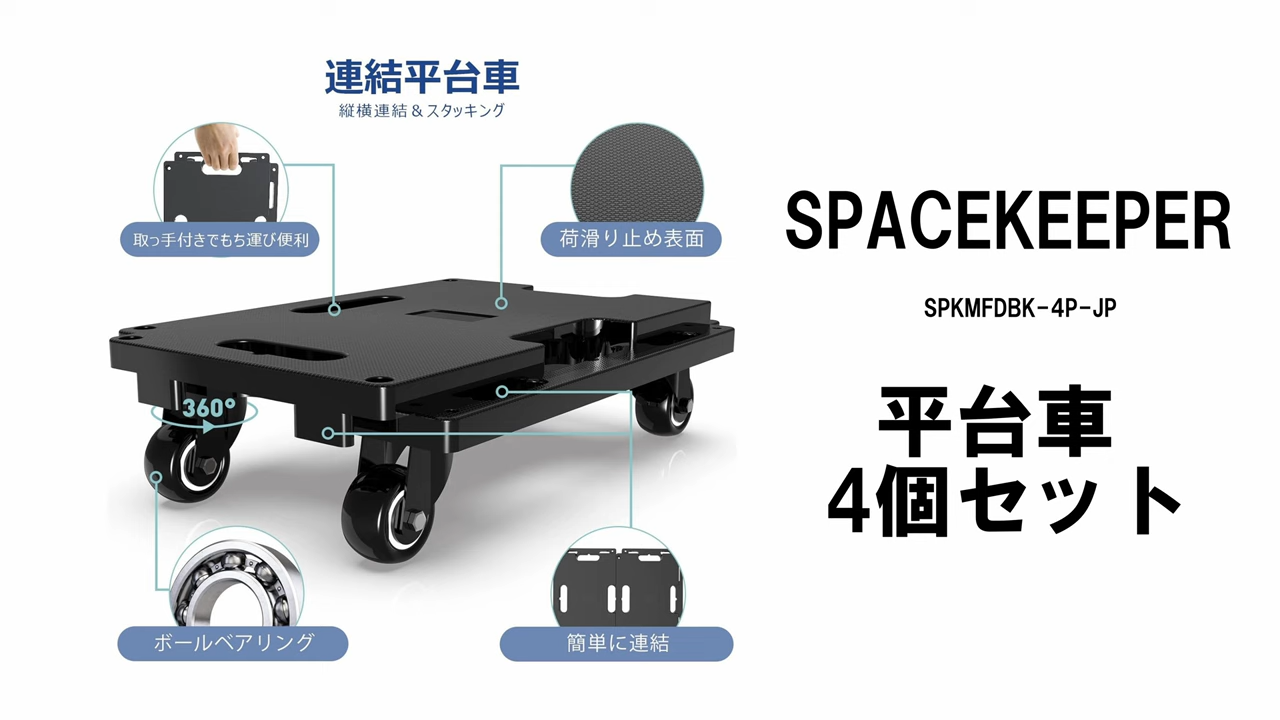 連結平台車
縦横連結＆スタッキング
取っ手付きでもち運び便利
荷滑り止め表面
360°
ボールベアリング
簡単に連結
SPACEKEEPER
SPKMFDBK-4P-JP
平台車
4個セット